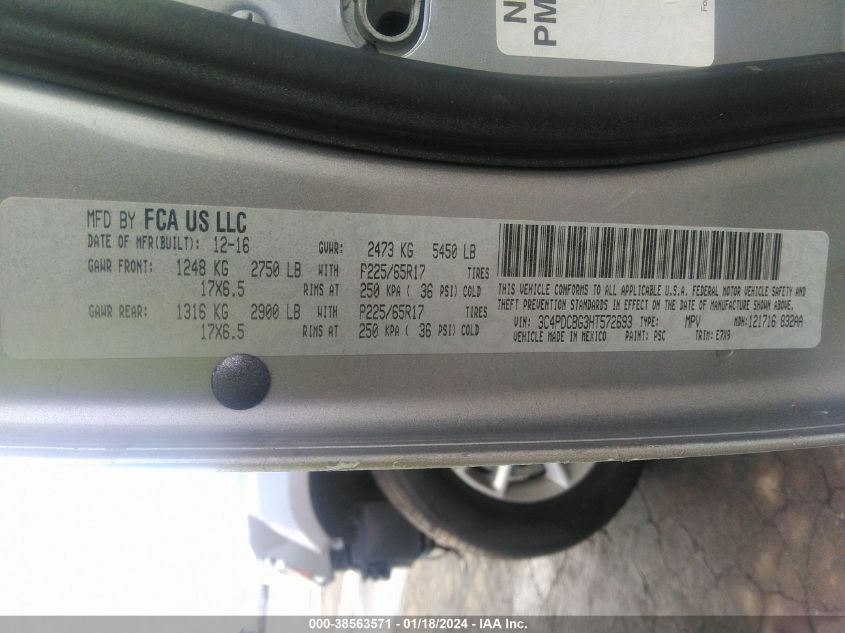 N
PM
MFD BY FCA US LLC
DATE OF MFR(BUILT): 12-16 GVWR: 2473 KG 5450 LB
GAWR FRONT: 1248 KG 2750 LB WITH P225/65R17 TIRES
17X6.5 RIMS AT 250 KPA ( 36 PSI) COLD
GAWR REAR: 1316 KG 2900 LB WITH P225/65R17 TIRES
17X6.5 RIMS AT 250 KPA ( 36 PSI) COLD
THIS VEHICLE CONFORMS TO ALL APPLICABLE U.S.A. FEDERAL MOTOR VEHICLE SAFETY AND
THEFT PREVENTION STANDARDS IN EFFECT ON THE DATE OF MANUFACTURE SHOWN ABOVE.
VIN: 3C4PDCBG3HT572693 TYPE: MPV MDH: 121716 832AA
VEHICLE MADE IN MEXICO PAINT: PSC TRIM: E7X9
000-38563571 - 01/18/2024 - IAA Inc.